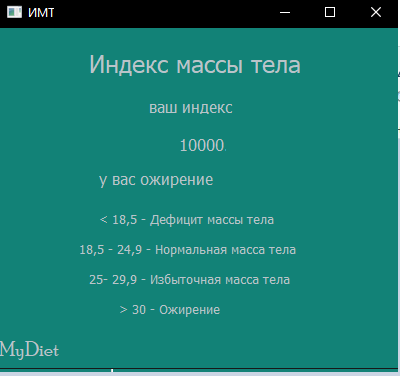 ИМТ
Индекс массы тела
ваш индекс
10000.
у вас ожирение
< 18,5 - Дефицит массы тела
18,5 - 24,9 - Нормальная масса тела
25- 29,9 - Избыточная масса тела
> 30 - Ожирение
MyDiet